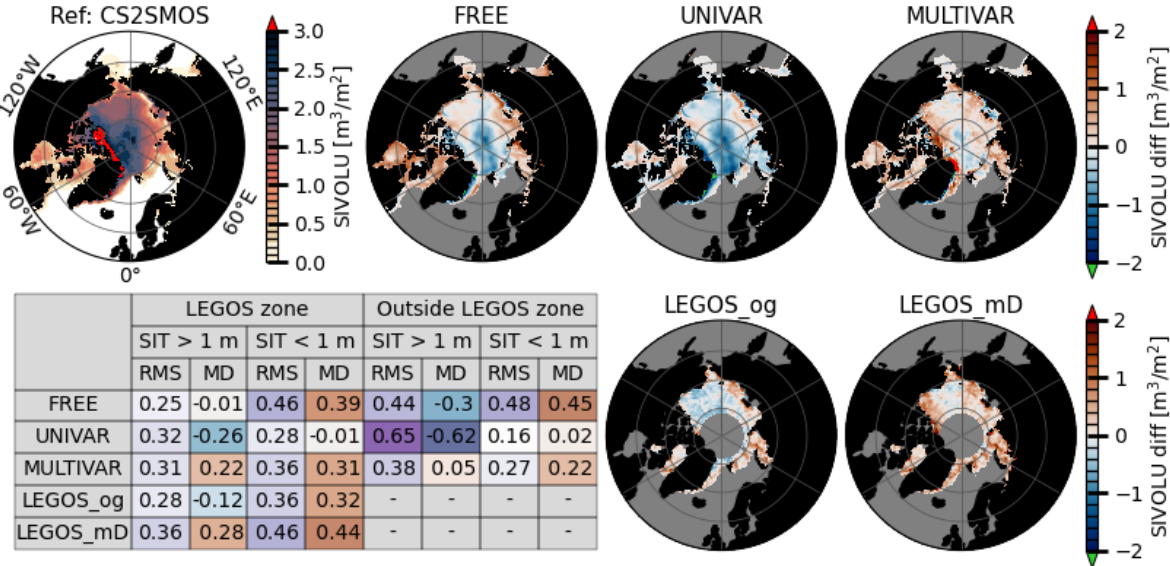 Ref: CS2SMOS
FREE
UNIVAR
MULTIVAR
120°W
120°E
60°W
60°E
0°
3.0
2.5
2.0
1.5
1.0
0.5
0.0
SIVOLU [m³/m²]
2
1
0
−1
−2
SIVOLU diff [m³/m²]
LEGOS zone Outside LEGOS zone
SIT > 1 m SIT < 1 m SIT > 1 m SIT < 1 m
RMS MD RMS MD RMS MD RMS MD
FREE 0.25 -0.01 0.46 0.39 0.44 -0.3 0.48 0.45
UNIVAR 0.32 -0.26 0.28 -0.01 0.65 -0.62 0.16 0.02
MULTIVAR 0.31 0.22 0.36 0.31 0.38 0.05 0.27 0.22
LEGOS_og 0.28 -0.12 0.36 0.32 - - - -
LEGOS_mD 0.36 0.28 0.46 0.44 - - - -
LEGOS_og
LEGOS_mD
2
1
0
−1
−2
SIVOLU diff [m³/m²]